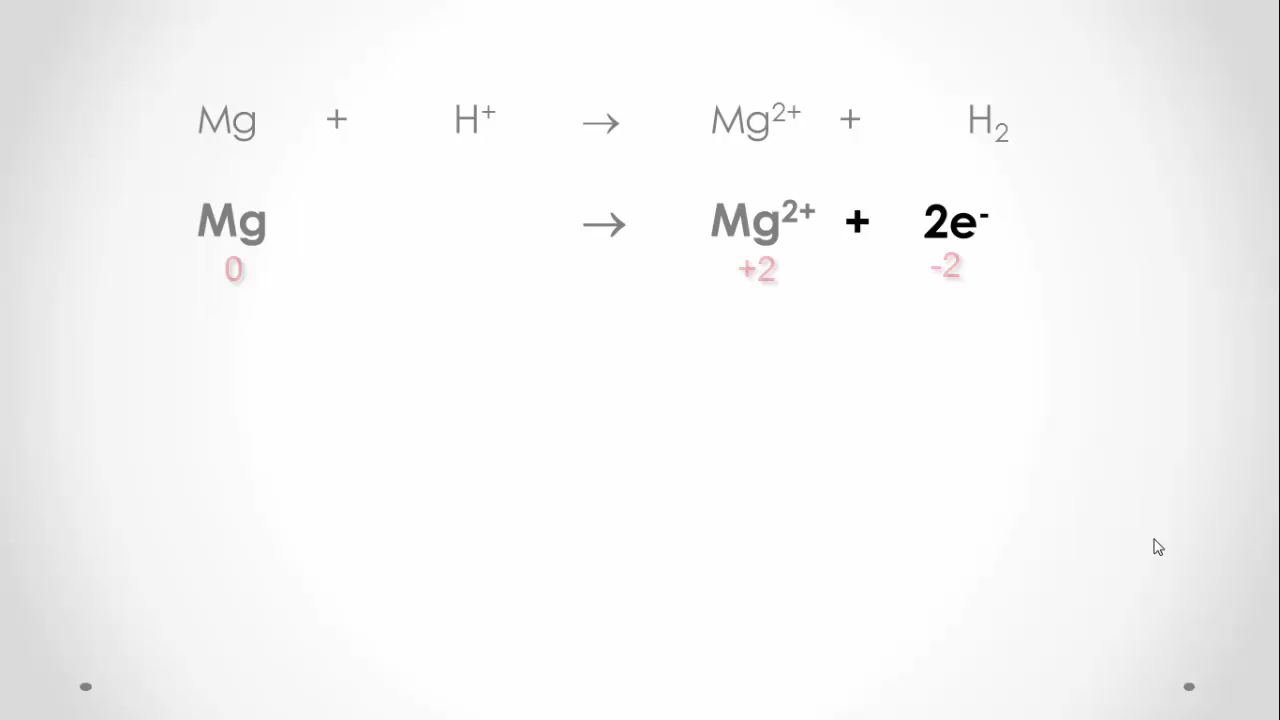 Mg + H⁺ → Mg²⁺ + H₂
Mg → Mg²⁺ + 2e⁻
0 +2 -2